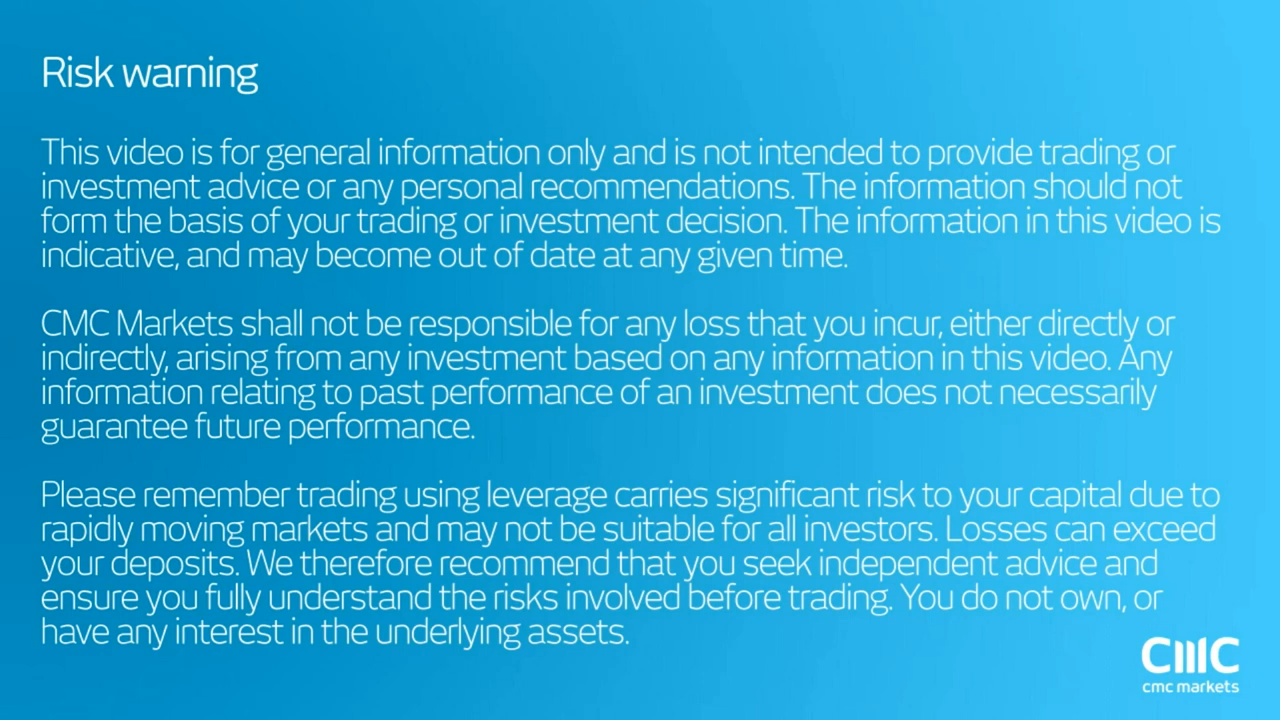 Risk warning
This video is for general information only and is not intended to provide trading or
investment advice or any personal recommendations. The information should not
form the basis of your trading or investment decision. The information in this video is
indicative, and may become out of date at any given time.
CMC Markets shall not be responsible for any loss that you incur, either directly or
indirectly, arising from any investment based on any information in this video. Any
information relating to past performance of an investment does not necessarily
guarantee future performance.
Please remember trading using leverage carries significant risk to your capital due to
rapidly moving markets and may not be suitable for all investors. Losses can exceed
your deposits. We therefore recommend that you seek independent advice and
ensure you fully understand the risks involved before trading. You do not own, or
have any interest in the underlying assets.
cmc
cmc markets